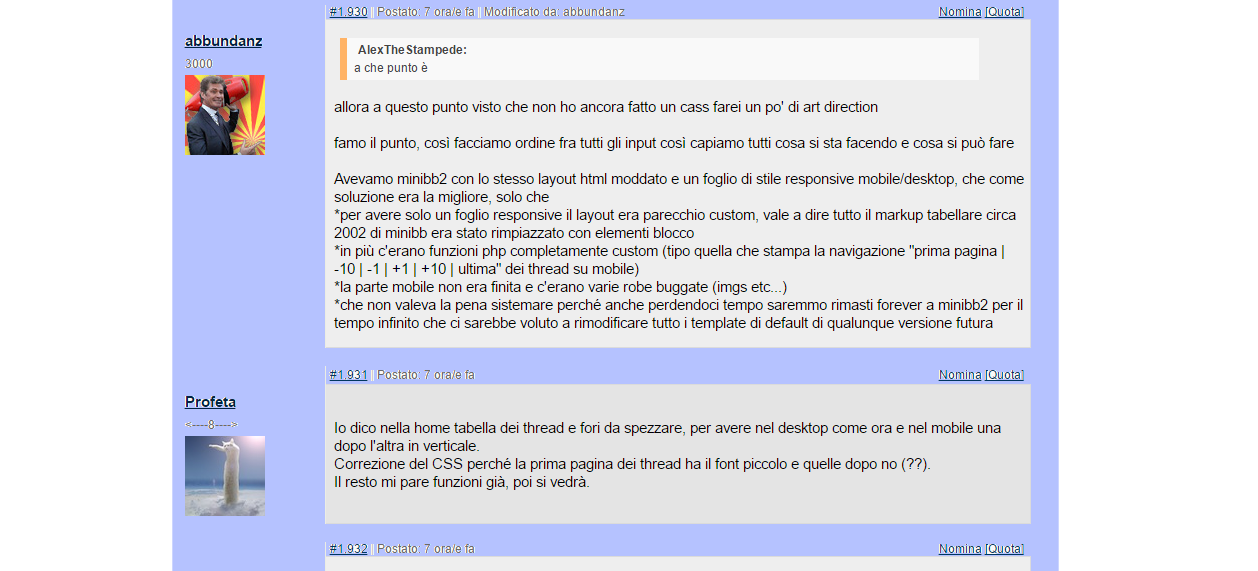 #1.930 || Postato: 7 ora/e fa || Modificato da: abbundanz
Nomina [Quota]
abbundanz
3000
AlexTheStampede:
a che punto è
allora a questo punto visto che non ho ancora fatto un cass farei un po' di art direction
famo il punto, così facciamo ordine fra tutti gli input così capiamo tutti cosa si sta facendo e cosa si può fare
Avevamo minibb2 con lo stesso layout html moddato e un foglio di stile responsive mobile/desktop, che come
soluzione era la migliore, solo che
*per avere solo un foglio responsive il layout era parecchio custom, vale a dire tutto il markup tabellare circa
2002 di minibb era stato rimpiazzato con elementi blocco
*in più c'erano funzioni php completamente custom (tipo quella che stampa la navigazione "prima pagina |
-10 | -1 | +1 | +10 | ultima" dei thread su mobile)
*la parte mobile non era finita e c'erano varie robe buggate (imgs etc...)
*che non valeva la pena sistemare perché anche perdendoci tempo saremmo rimasti forever a minibb2 per il
tempo infinito che ci sarebbe voluto a rimodificare tutto i template di default di qualunque versione futura
#1.931 || Postato: 7 ora/e fa
Nomina [Quota]
Profeta
<----8---->
Io dico nella home tabella dei thread e fori da spezzare, per avere nel desktop come ora e nel mobile una
dopo l'altra in verticale.
Correzione del CSS perché la prima pagina dei thread ha il font piccolo e quelle dopo no (??).
Il resto mi pare funzioni già, poi si vedrà.
#1.932 || Postato: 7 ora/e fa
Nomina [Quota]